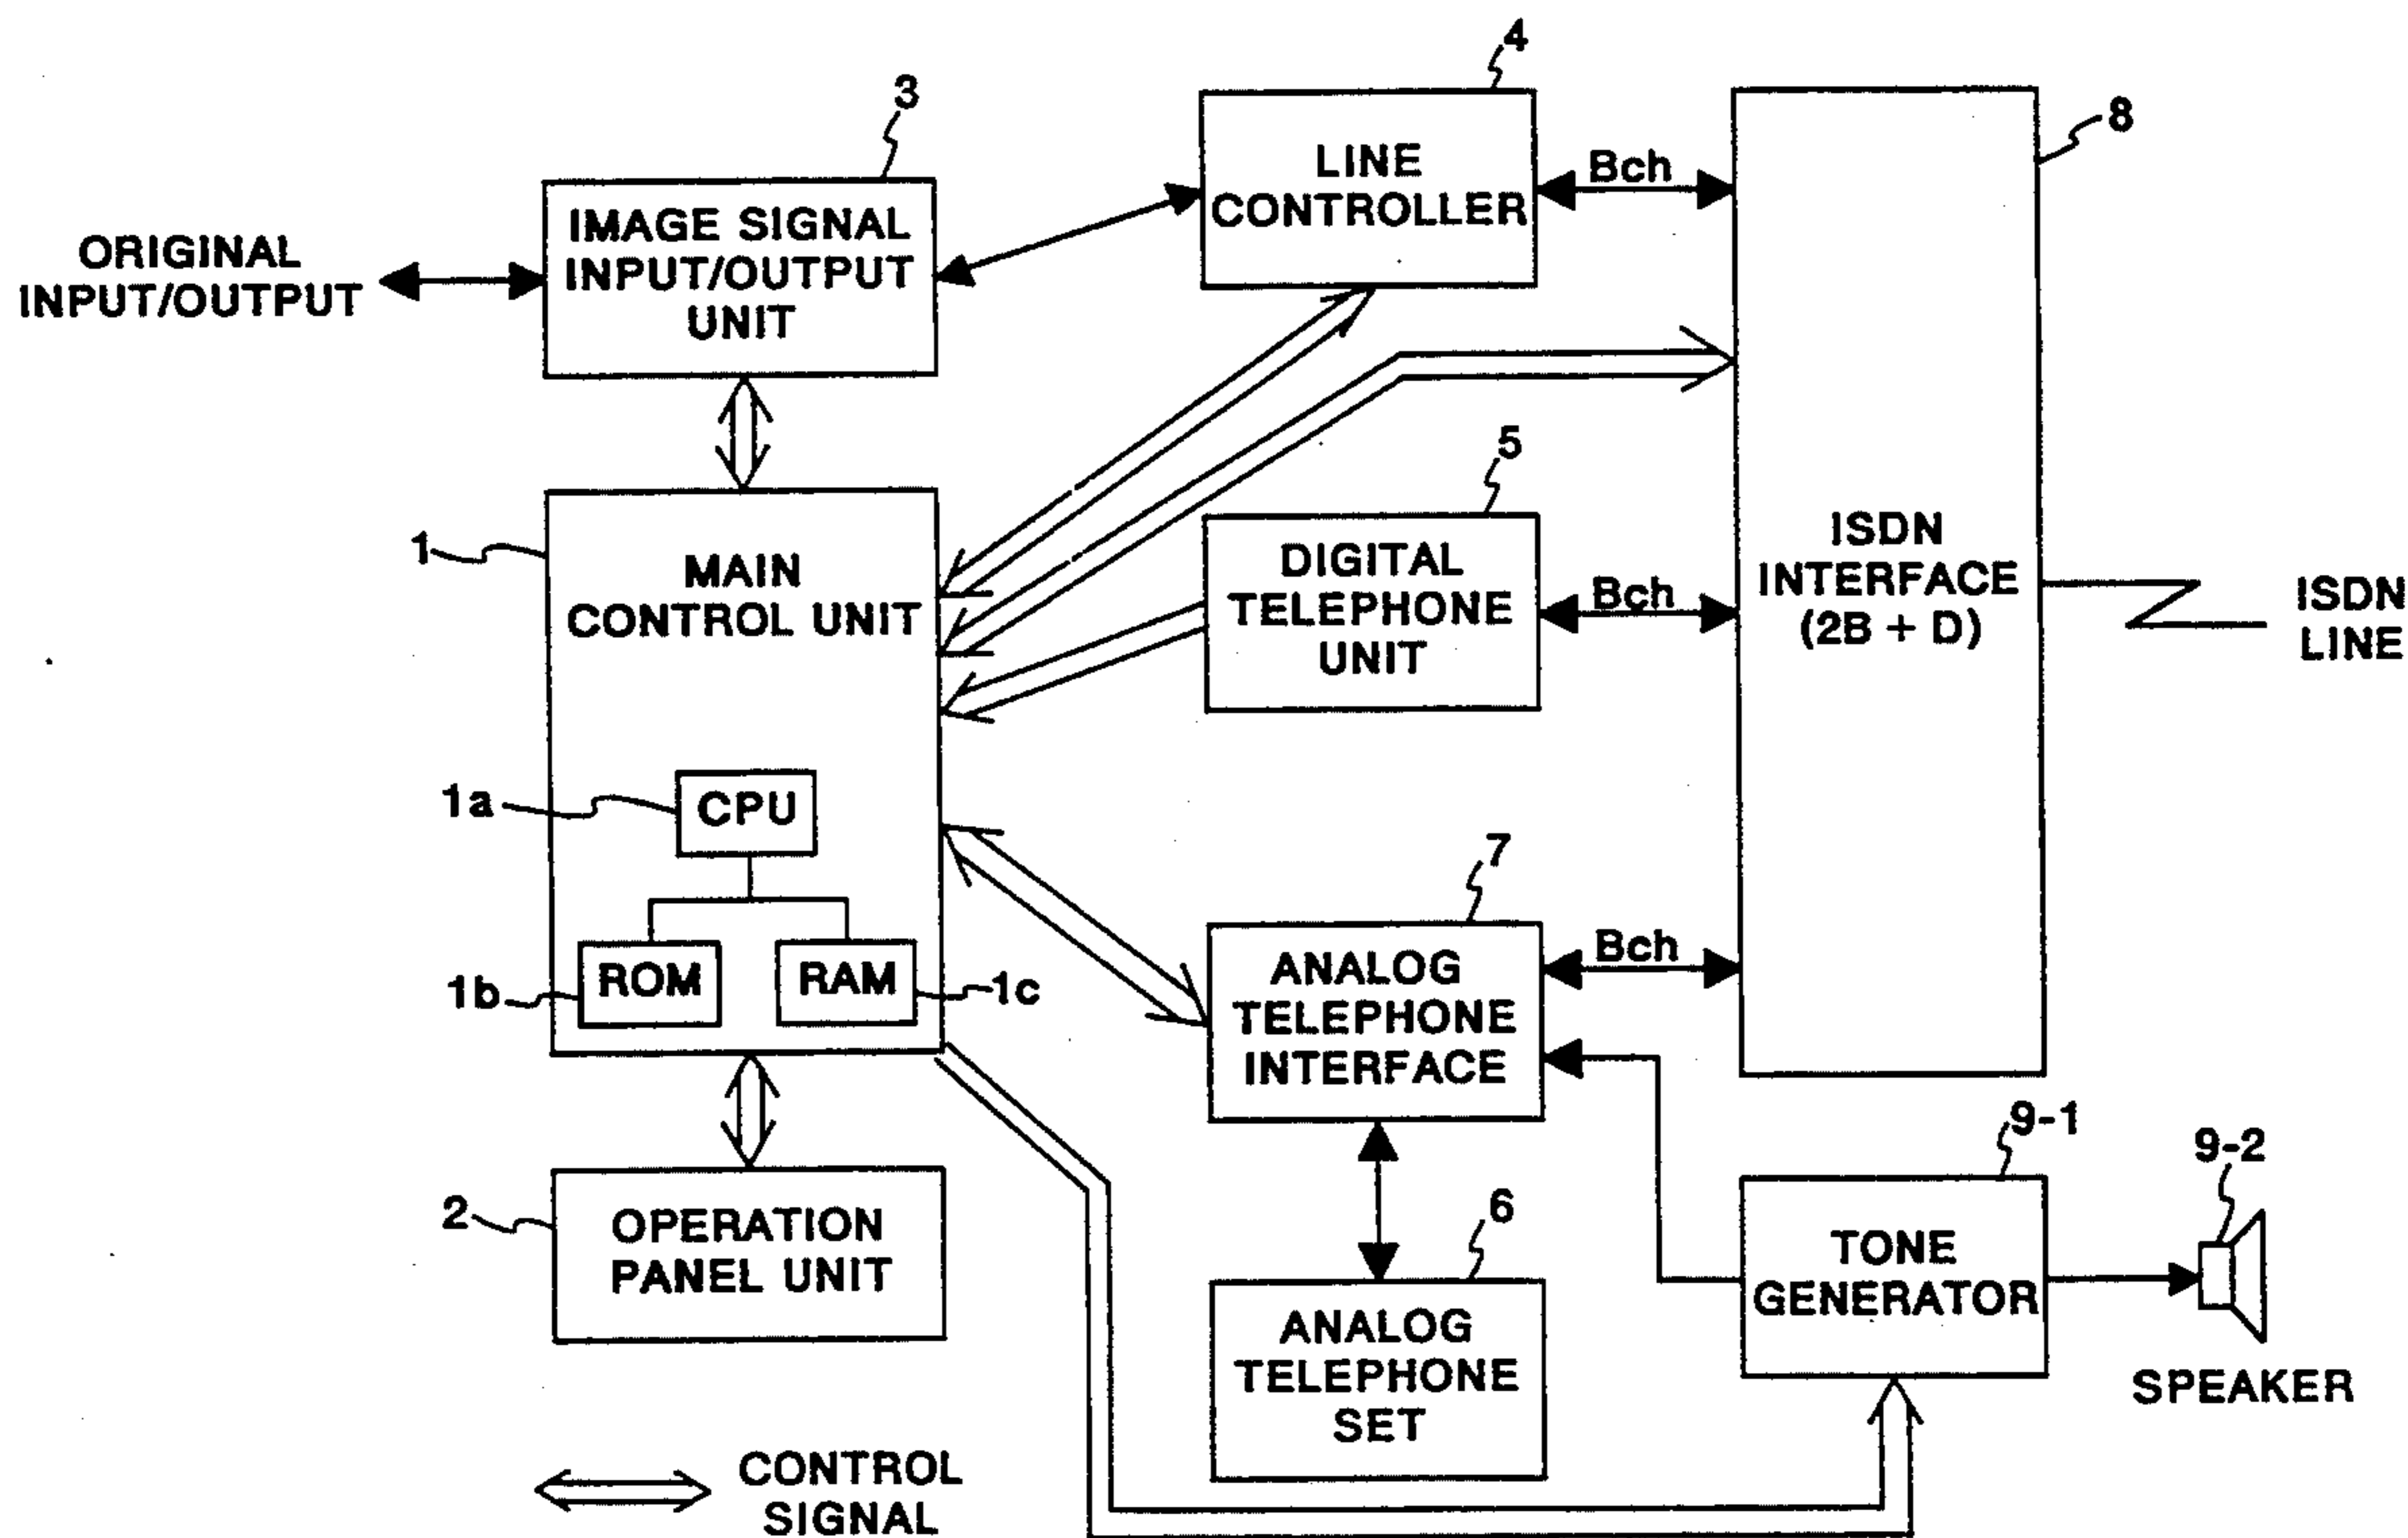 4
3
8
LINE
CONTROLLER
Bch
IMAGE SIGNAL
INPUT/OUTPUT
UNIT
ORIGINAL
INPUT/OUTPUT
5
1
MAIN
CONTROL UNIT
DIGITAL
TELEPHONE
UNIT
Bch
ISDN
INTERFACE
(2B + D)
ISDN
LINE
1a
CPU
7
1b
ROM
RAM
1c
ANALOG
TELEPHONE
INTERFACE
Bch
9-1
9-2
2
OPERATION
PANEL UNIT
6
ANALOG
TELEPHONE
SET
TONE
GENERATOR
SPEAKER
CONTROL
SIGNAL